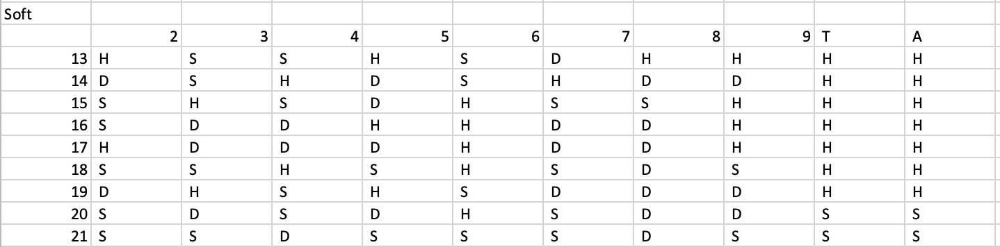 Soft
2 3 4 5 6 7 8 9 T A
13 H S S H S D H H H H
14 D S H D S H D D H H
15 S H S D H S S H H H
16 S D D H H D D H H H
17 H D D D H D D H H H
18 S S H S H S D S H H
19 D H S H S D D D H H
20 S D S D H S D D S S
21 S S D S S S D S S S